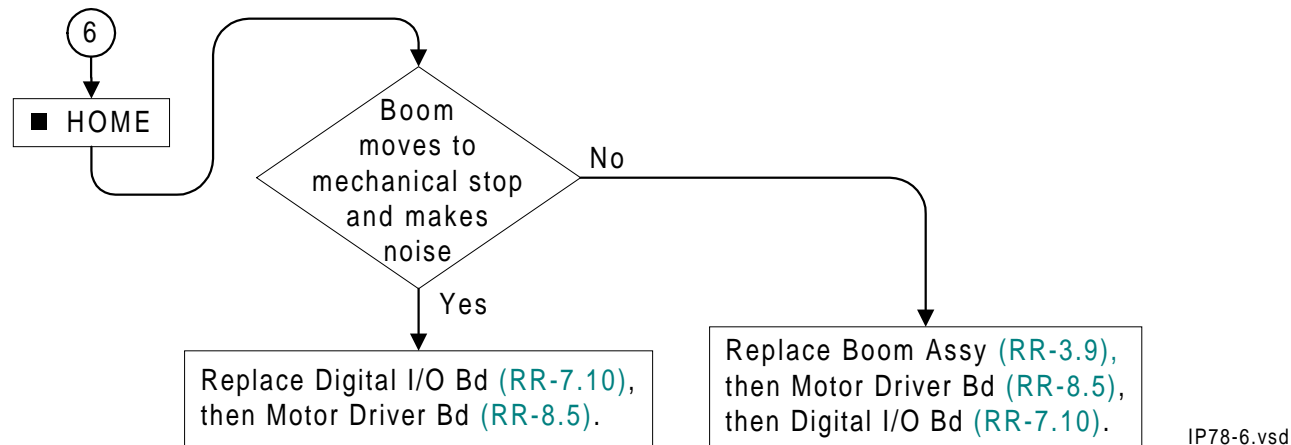 6
■ HOME
Boom
moves to
mechanical stop
and makes
noise
No
Yes
Replace Digital I/O Bd (RR-7.10),
then Motor Driver Bd (RR-8.5).
Replace Boom Assy (RR-3.9),
then Motor Driver Bd (RR-8.5),
then Digital I/O Bd (RR-7.10).
IP78-6.vsd